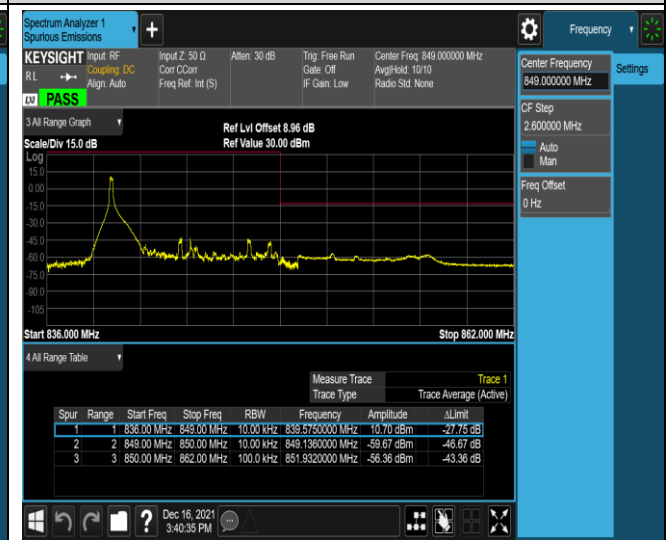 Spectrum Analyzer 1
Spurious Emissions
+
Frequency
KEYSIGHT
R L
LXI
PASS
Input: RF
Coupling: DC
Align: Auto
Input Z: 50 Ω
Corr CCorr
Freq Ref: Int (S)
Atten: 30 dB
Trig: Free Run
Gate: Off
IF Gain: Low
Center Freq: 849.000000 MHz
Avg|Hold: 10/10
Radio Std: None
Center Frequency
849.000000 MHz
Settings
CF Step
2.600000 MHz
Auto
Man
Freq Offset
0 Hz
3 All Range Graph
Scale/Div 15.0 dB
Ref Lvl Offset 8.96 dB
Ref Value 30.00 dBm
Log
15.0
0.00
-15.0
-30.0
-45.0
-60.0
-75.0
-90.0
-105
Start 836.000 MHz
Stop 862.000 MHz
4 All Range Table
Measure Trace Trace 1
Trace Type Trace Average (Active)
Spur Range Start Freq Stop Freq RBW Frequency Amplitude ΔLimit
1 1 836.00 MHz 849.00 MHz 10.00 kHz 839.5750000 MHz 10.70 dBm -27.75 dB
2 2 849.00 MHz 850.00 MHz 10.00 kHz 849.1360000 MHz -59.67 dBm -46.67 dB
3 3 850.00 MHz 862.00 MHz 100.0 kHz 851.9320000 MHz -56.36 dBm -43.36 dB
?
Dec 16, 2021
3:40:35 PM